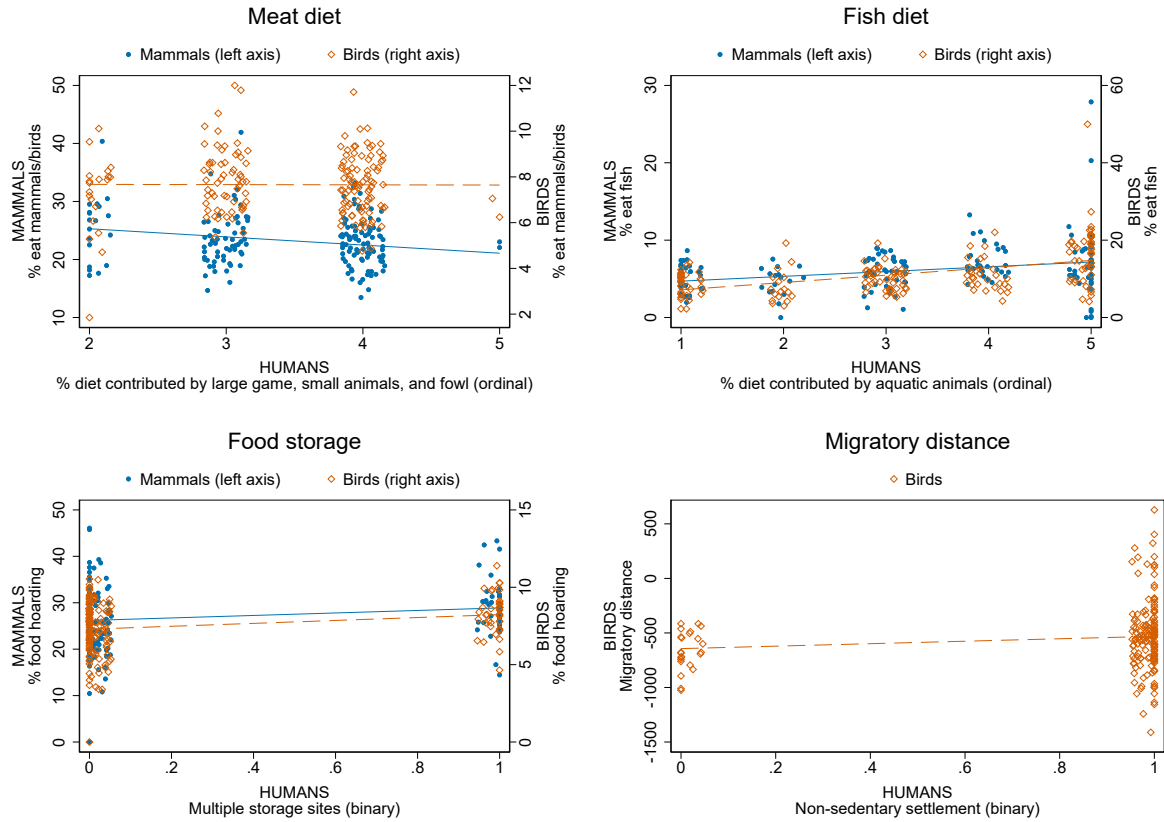 Meat diet
Mammals (left axis) Birds (right axis)
MAMMALS
% eat mammals/birds
50
40
30
20
10
12
10
8
6
4
2
BIRDS
% eat mammals/birds
2 3 4 5
HUMANS
% diet contributed by large game, small animals, and fowl (ordinal)
Fish diet
Mammals (left axis) Birds (right axis)
MAMMALS
% eat fish
30
20
10
0
60
40
20
0
BIRDS
% eat fish
1 2 3 4 5
HUMANS
% diet contributed by aquatic animals (ordinal)
Food storage
Mammals (left axis) Birds (right axis)
MAMMALS
% food hoarding
50
40
30
20
10
0
15
10
5
0
BIRDS
% food hoarding
0 .2 .4 .6 .8 1
HUMANS
Multiple storage sites (binary)
Migratory distance
Birds
BIRDS
Migratory distance
500
0
-500
-1000
-1500
0 .2 .4 .6 .8 1
HUMANS
Non-sedentary settlement (binary)